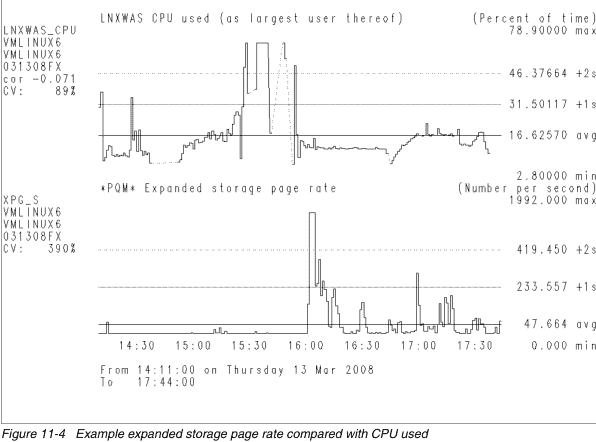 LNXWAS CPU used (as largest user thereof) (Percent of time)
LNXWAS_CPU 78.90000 max
VMLINUX6
VMLINUX6
031308FX
cor -0.071 46.37664 +2s
CV: 89%
31.50117 +1s
16.62570 avg
2.80000 min
*PQM* Expanded storage page rate (Number per second)
XPG_S 1992.000 max
VMLINUX6
VMLINUX6
031308FX
CV: 390% 419.450 +2s
233.557 +1s
47.664 avg
14:30 15:00 15:30 16:00 16:30 17:00 17:30 0.000 min
From 14:11:00 on Thursday 13 Mar 2008
To 17:44:00
Figure 11-4 Example expanded storage page rate compared with CPU used